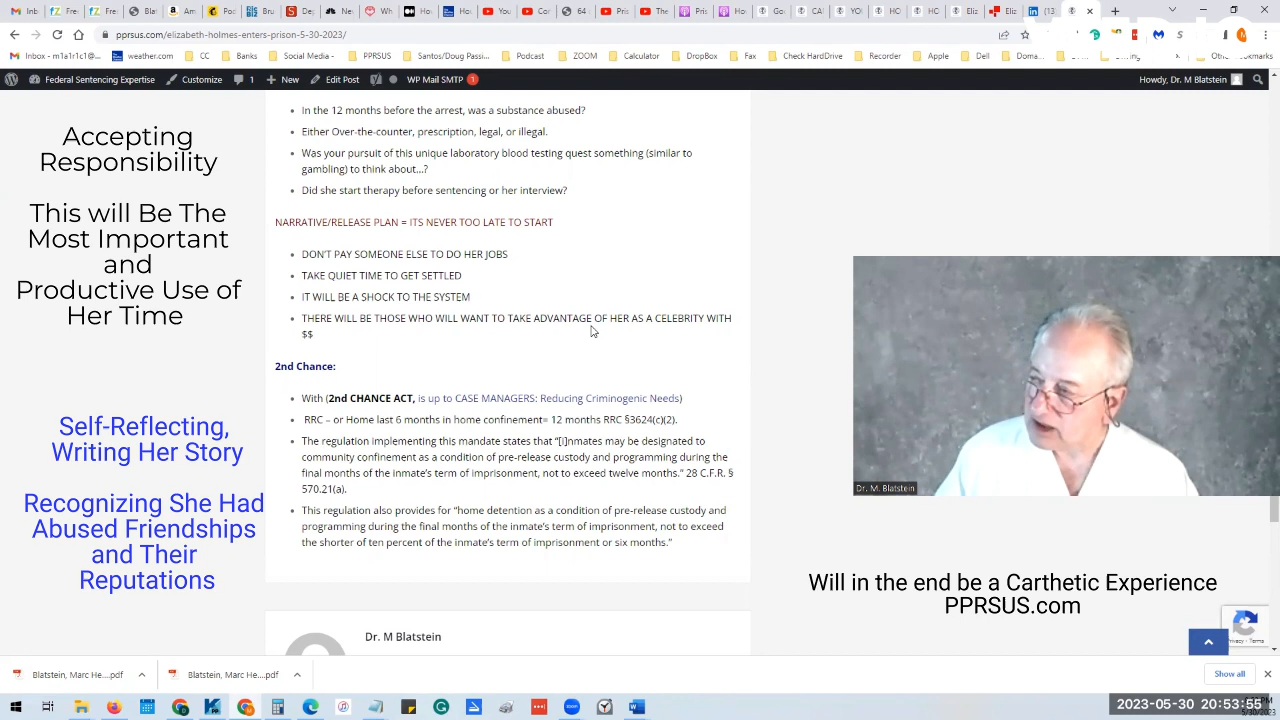 Inbox - m1a1r1c1@...
weather.com
CC
Banks
Social Media -
PPRSUS
Santos/Doug Passi...
Podcast
ZOOM
Calculator
DropBox
Fax
Check HardDrive
Recorder
Apple
Dell
Doma...
pprsus.com/elizabeth-holmes-enters-prison-5-30-2023/
Federal Sentencing Expertise
Customize
1
New
Edit Post
WP Mail SMTP 1
Howdy, Dr. M Blatstein
Accepting
Responsibility
This will Be The
Most Important
and
Productive Use of
Her Time
Self-Reflecting,
Writing Her Story
Recognizing She Had
Abused Friendships
and Their
Reputations
In the 12 months before the arrest, was a substance abused?
Either Over-the-counter, prescription, legal, or illegal.
Was your pursuit of this unique laboratory blood testing quest something (similar to
gambling) to think about...?
Did she start therapy before sentencing or her interview?
NARRATIVE/RELEASE PLAN = ITS NEVER TOO LATE TO START
DON'T PAY SOMEONE ELSE TO DO HER JOBS
TAKE QUIET TIME TO GET SETTLED
IT WILL BE A SHOCK TO THE SYSTEM
THERE WILL BE THOSE WHO WILL WANT TO TAKE ADVANTAGE OF HER AS A CELEBRITY WITH
$$
2nd Chance:
With (2nd CHANCE ACT, is up to CASE MANAGERS: Reducing Criminogenic Needs)
RRC – or Home last 6 months in home confinement= 12 months RRC §3624(c)(2).
The regulation implementing this mandate states that "[i]nmates may be designated to
community confinement as a condition of pre-release custody and programming during the
final months of the inmate's term of imprisonment, not to exceed twelve months." 28 C.F.R. §
570.21(a).
This regulation also provides for "home detention as a condition of pre-release custody and
programming during the final months of the inmate's term of imprisonment, not to exceed
the shorter of ten percent of the inmate's term of imprisonment or six months."
Dr. M Blatstein
Dr. M. Blatstein
Will in the end be a Carthetic Experience
PPRSUS.com
Privacy - Terms
Blatstein, Marc He....pdf
Blatstein, Marc He....pdf
Show all
2023-05-30 20:53:55
5/30/2023